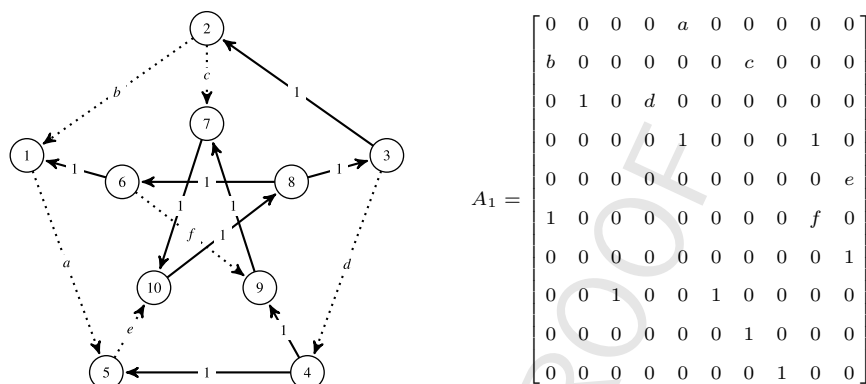 2
b
c
1
7
1
3
1
6
1
8
1
1
1
a
f
1
d
10
9
e
1
5
1
4
A₁ =
0 0 0 0 a 0 0 0 0 0
b 0 0 0 0 0 c 0 0 0
0 1 0 d 0 0 0 0 0 0
0 0 0 0 1 0 0 0 1 0
0 0 0 0 0 0 0 0 0 e
1 0 0 0 0 0 0 0 f 0
0 0 0 0 0 0 0 0 0 1
0 0 1 0 0 1 0 0 0 0
0 0 0 0 0 0 1 0 0 0
0 0 0 0 0 0 0 1 0 0
PROOF